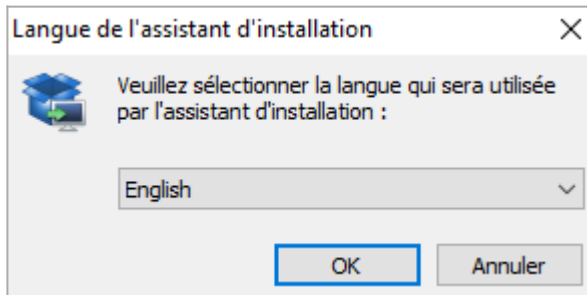 Langue de l'assistant d'installation
Veuillez sélectionner la langue qui sera utilisée
par l'assistant d'installation :
English
OK
Annuler